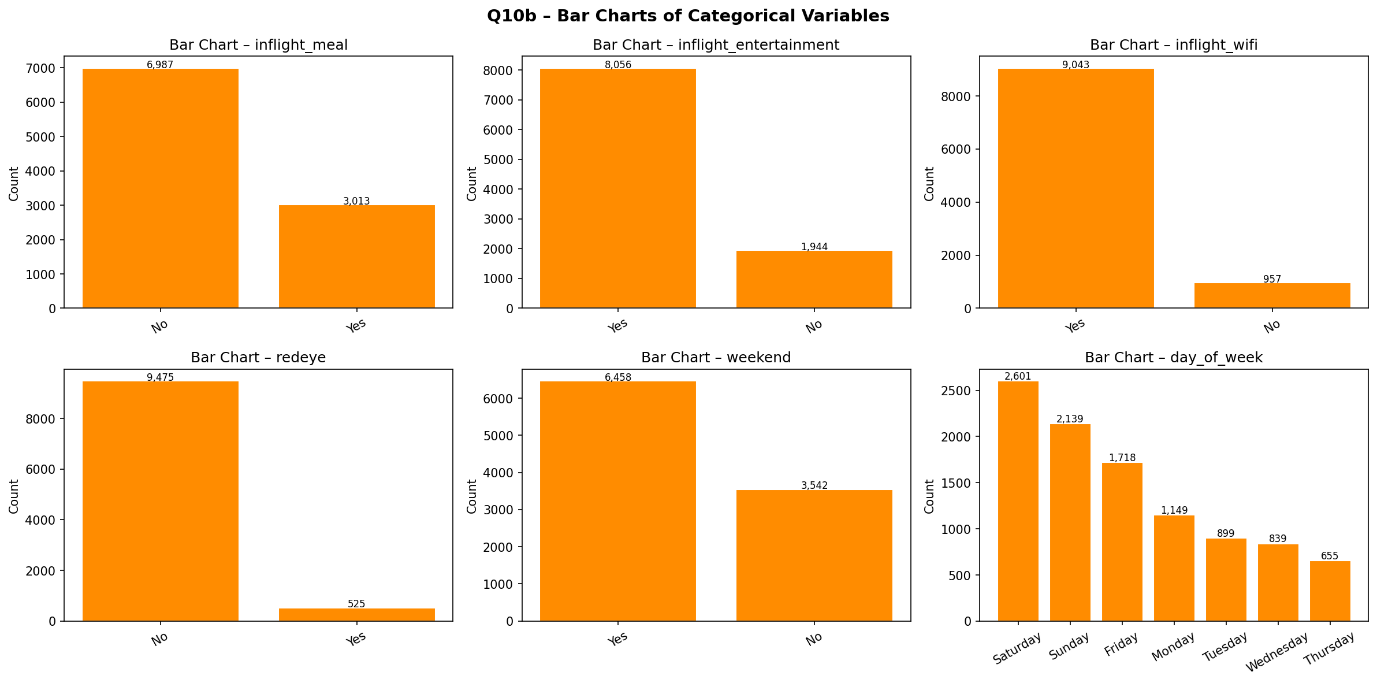 Q10b – Bar Charts of Categorical Variables
Bar Chart – inflight_meal
Count
7000
6000
5000
4000
3000
2000
1000
0
6,987
3,013
No
Yes
Bar Chart – inflight_entertainment
Count
8000
7000
6000
5000
4000
3000
2000
1000
0
8,056
1,944
Yes
No
Bar Chart – inflight_wifi
Count
8000
6000
4000
2000
0
9,043
957
Yes
No
Bar Chart – redeye
Count
8000
6000
4000
2000
0
9,475
525
No
Yes
Bar Chart – weekend
Count
6000
5000
4000
3000
2000
1000
0
6,458
3,542
Yes
No
Bar Chart – day_of_week
Count
2500
2000
1500
1000
500
0
2,601
2,139
1,718
1,149
899
839
655
Saturday
Sunday
Friday
Monday
Tuesday
Wednesday
Thursday